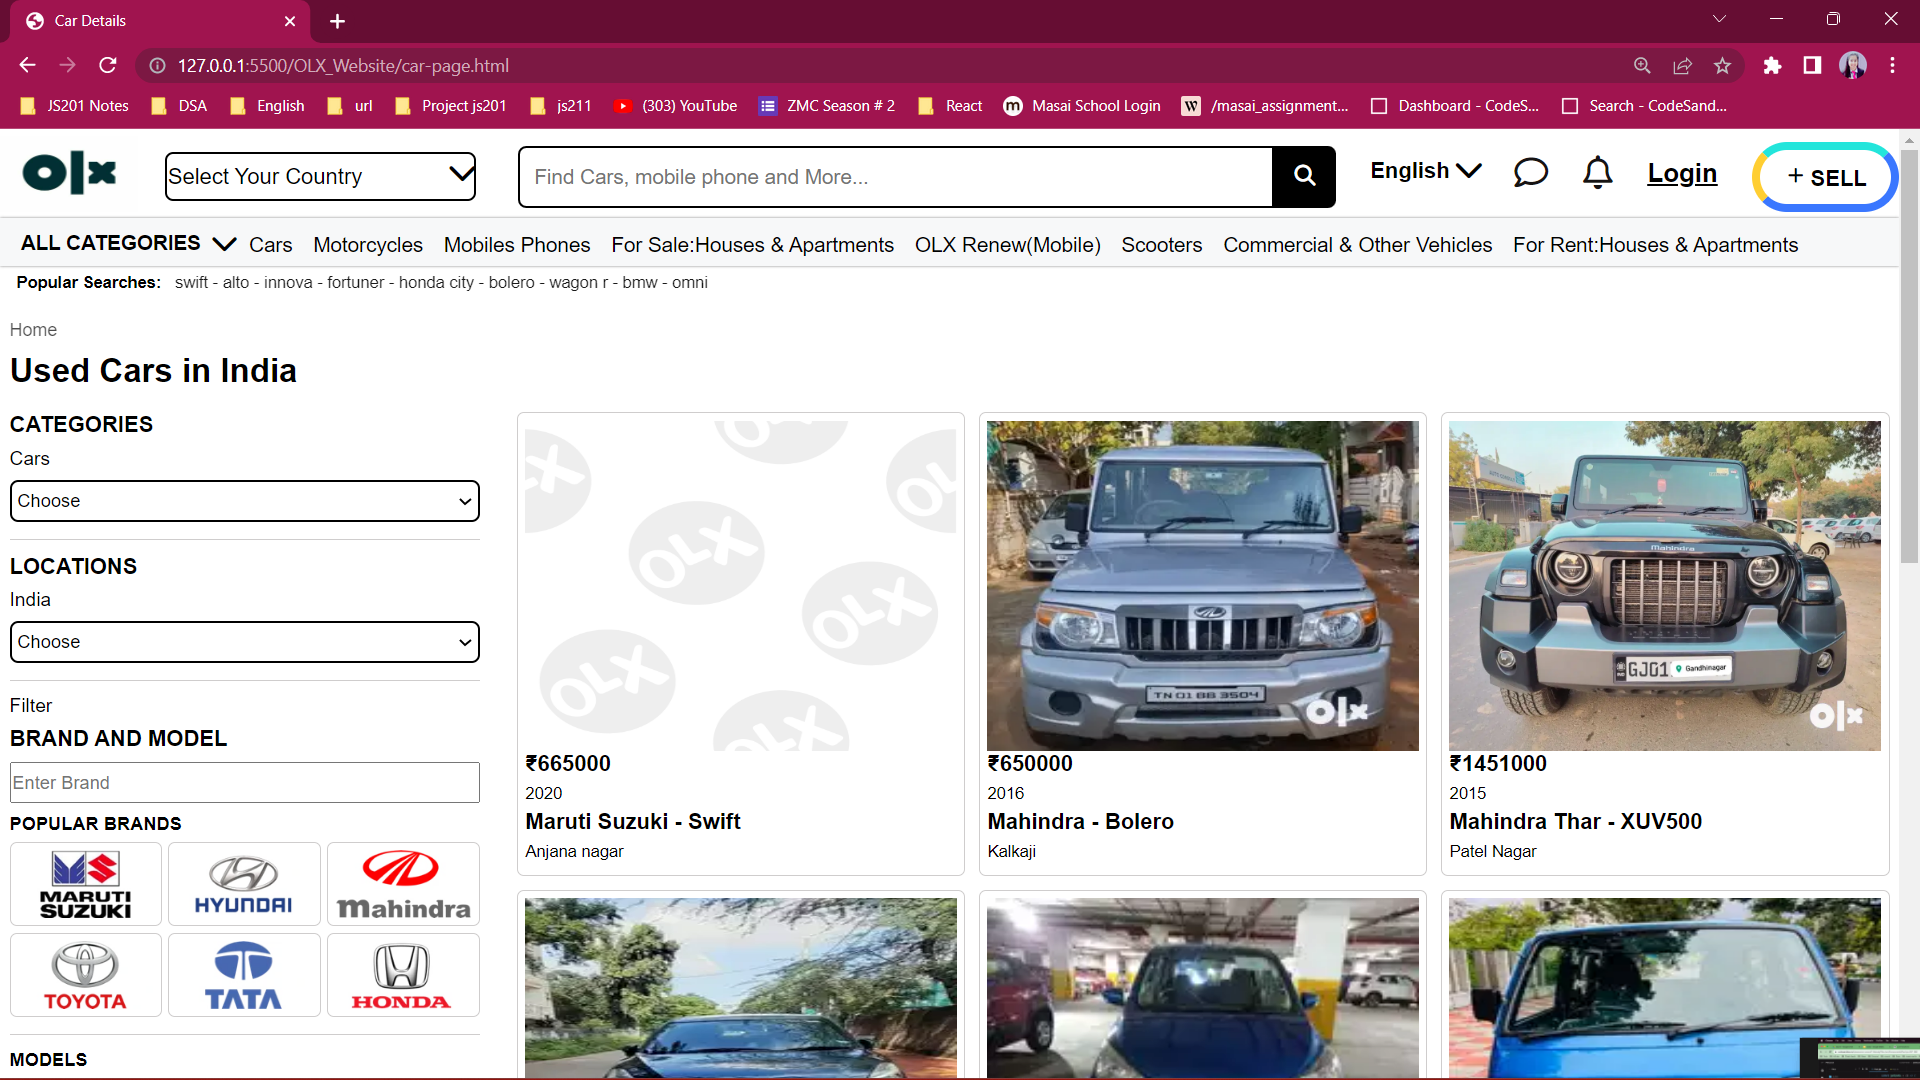 Car Details
127.0.0.1:5500/OLX_Website/car-page.html
JS201 Notes DSA English url Project js201 js211 (303) YouTube ZMC Season # 2 React Masai School Login /masai_assignment... Dashboard - CodeS... Search - CodeSand...
olx Select Your Country Find Cars, mobile phone and More... English Login + SELL
ALL CATEGORIES Cars Motorcycles Mobiles Phones For Sale:Houses & Apartments OLX Renew(Mobile) Scooters Commercial & Other Vehicles For Rent:Houses & Apartments
Popular Searches: swift - alto - innova - fortuner - honda city - bolero - wagon r - bmw - omni
Home
Used Cars in India
CATEGORIES
Cars
Choose
LOCATIONS
India
Choose
Filter
BRAND AND MODEL
Enter Brand
POPULAR BRANDS
MARUTI SUZUKI
HYUNDAI
mahindra
TOYOTA
TATA
HONDA
MODELS
OLX
OLX
OLX
₹665000
2020
Maruti Suzuki - Swift
Anjana nagar
TN 01 BB 3504
olx
₹650000
2016
Mahindra - Bolero
Kalkaji
mahindra
GJ01
Gandhinagar
olx
₹1451000
2015
Mahindra Thar - XUV500
Patel Nagar